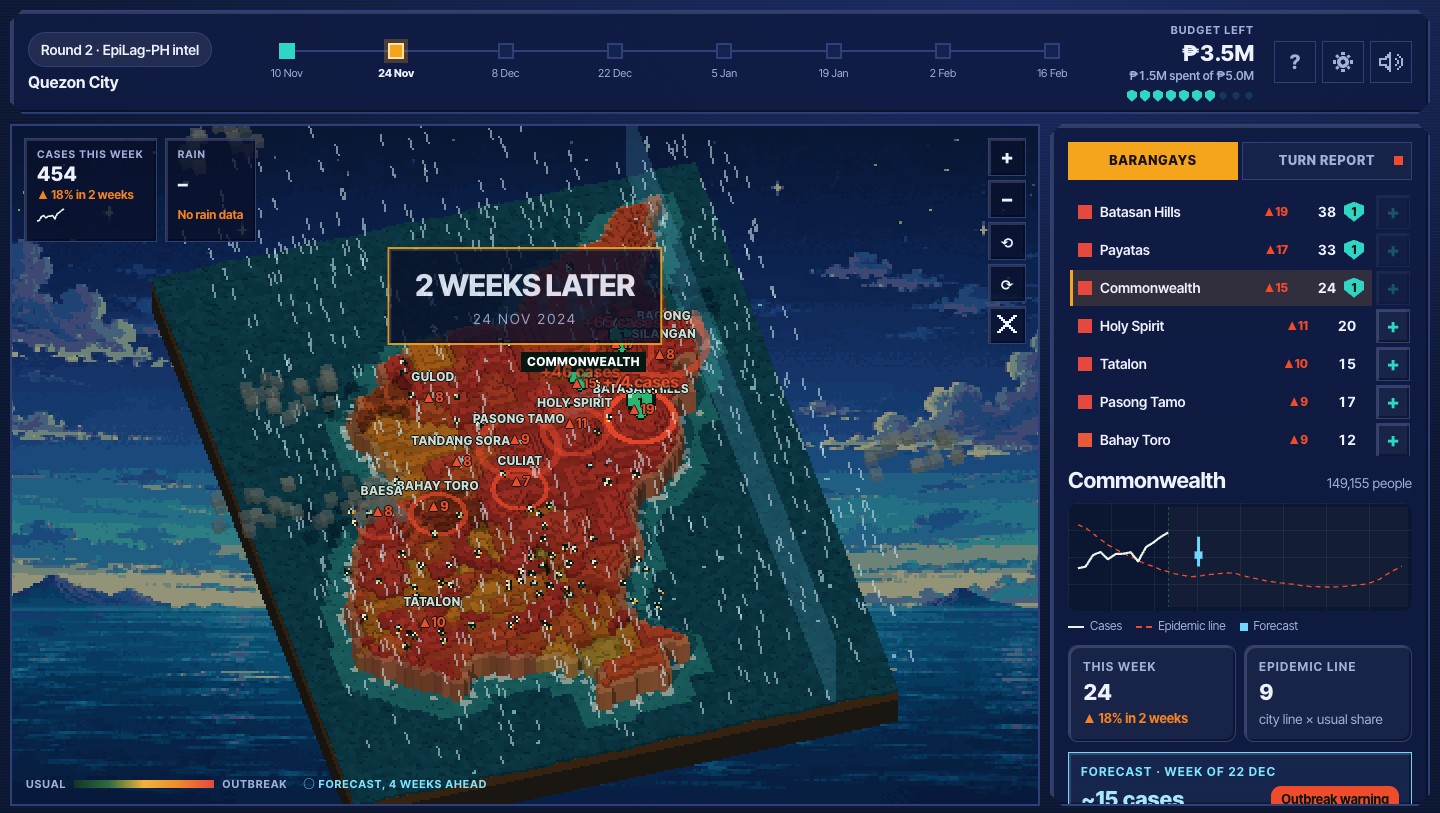 Round 2 · EpiLag-PH intel
Quezon City
10 Nov
24 Nov
8 Dec
22 Dec
5 Jan
19 Jan
2 Feb
16 Feb
BUDGET LEFT
₱3.5M
₱1.5M spent of ₱5.0M
?
CASES THIS WEEK
454
▲ 18% in 2 weeks
RAIN
–
No rain data
+
−
2 WEEKS LATER
24 NOV 2024
BAGONG
SILANGAN
▲8
COMMONWEALTH
BATASAN HILLS
▲19
GULOD
▲8
HOLY SPIRIT
▲11
PASONG TAMO
▲9
TANDANG SORA
▲8
CULIAT
▲7
BAHAY TORO
▲9
BAESA
▲8
TATALON
▲10
USUAL
OUTBREAK
FORECAST, 4 WEEKS AHEAD
BARANGAYS
TURN REPORT
Batasan Hills ▲19 38 1 +
Payatas ▲17 33 1 +
Commonwealth ▲15 24 1 +
Holy Spirit ▲11 20 +
Tatalon ▲10 15 +
Pasong Tamo ▲9 17 +
Bahay Toro ▲9 12 +
Commonwealth
149,155 people
Cases
Epidemic line
Forecast
THIS WEEK
24
▲ 18% in 2 weeks
EPIDEMIC LINE
9
city line × usual share
FORECAST · WEEK OF 22 DEC
~15 cases
Outbreak warning